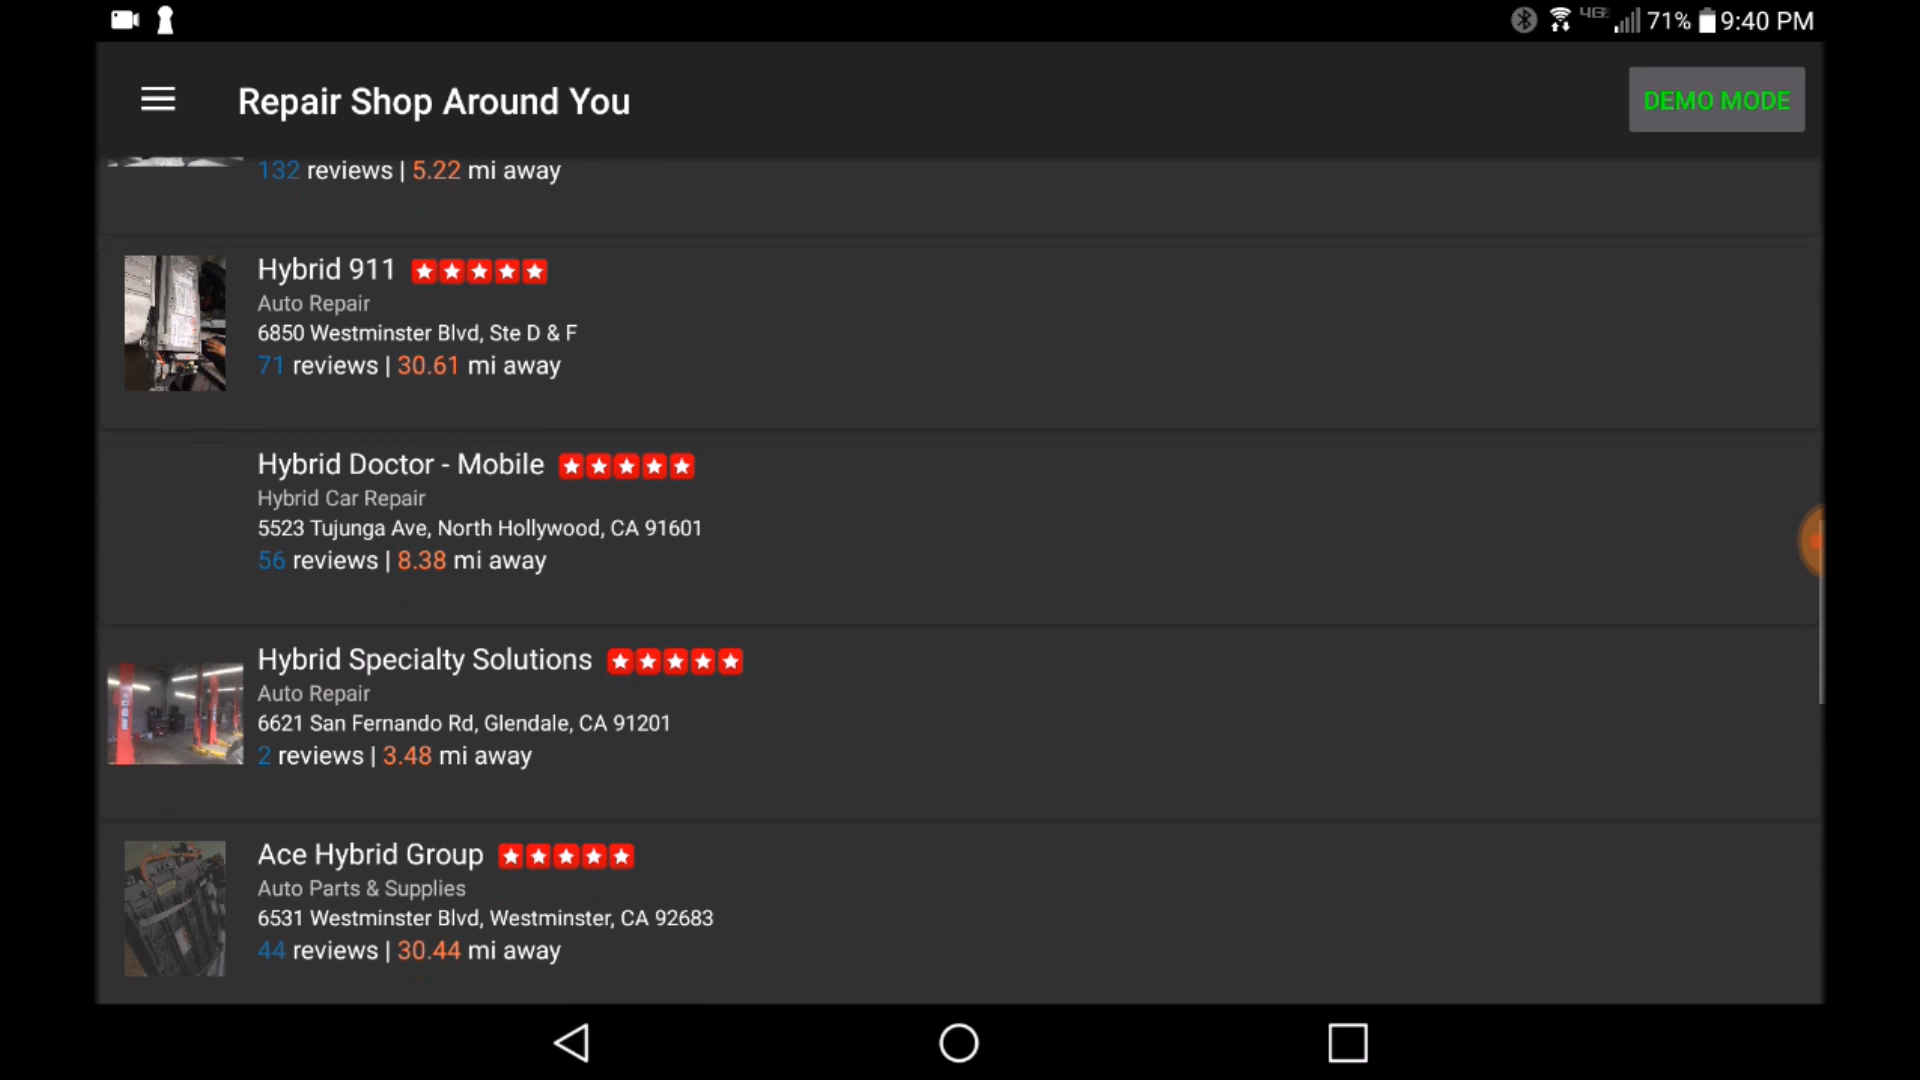 4G 71% 9:40 PM
Repair Shop Around You
DEMO MODE
132 reviews | 5.22 mi away
Hybrid 911
Auto Repair
6850 Westminster Blvd, Ste D & F
71 reviews | 30.61 mi away
Hybrid Doctor - Mobile
Hybrid Car Repair
5523 Tujunga Ave, North Hollywood, CA 91601
56 reviews | 8.38 mi away
Hybrid Specialty Solutions
Auto Repair
6621 San Fernando Rd, Glendale, CA 91201
2 reviews | 3.48 mi away
Ace Hybrid Group
Auto Parts & Supplies
6531 Westminster Blvd, Westminster, CA 92683
44 reviews | 30.44 mi away